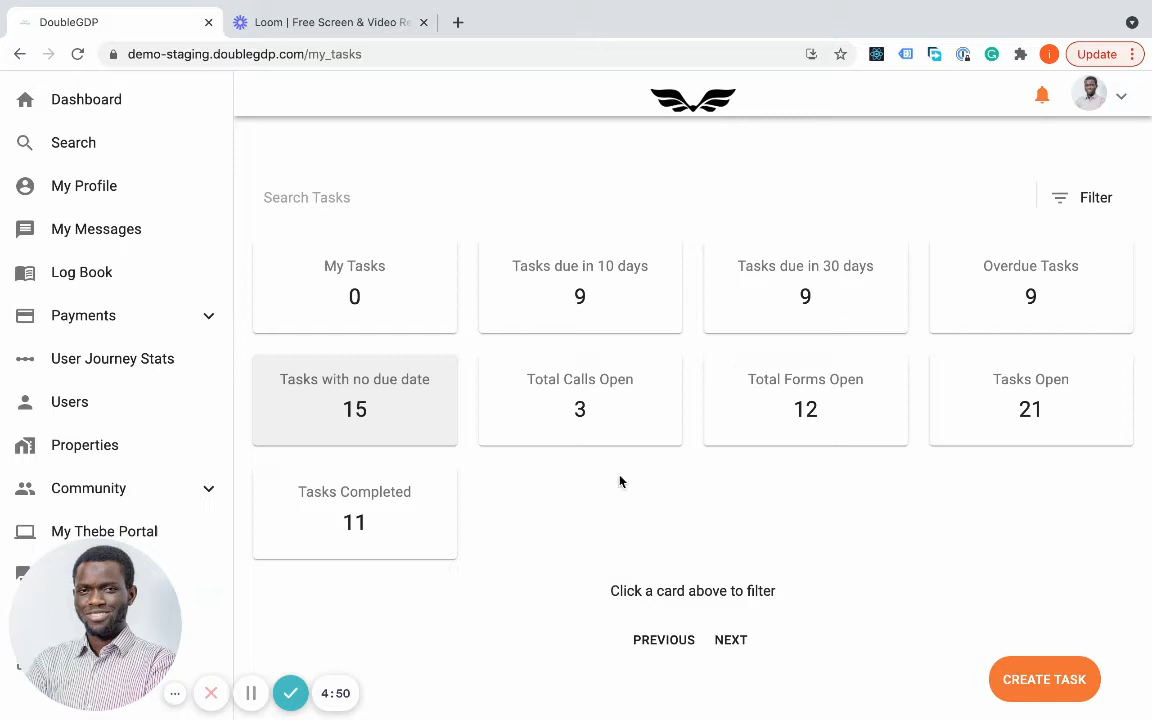 DoubleGDP
Loom | Free Screen & Video Re
demo-staging.doublegdp.com/my_tasks
Update
Dashboard
Search
My Profile
My Messages
Log Book
Payments
User Journey Stats
Users
Properties
Community
My Thebe Portal
Search Tasks
Filter
My Tasks
0
Tasks due in 10 days
9
Tasks due in 30 days
9
Overdue Tasks
9
Tasks with no due date
15
Total Calls Open
3
Total Forms Open
12
Tasks Open
21
Tasks Completed
11
Click a card above to filter
PREVIOUS NEXT
CREATE TASK
4:50